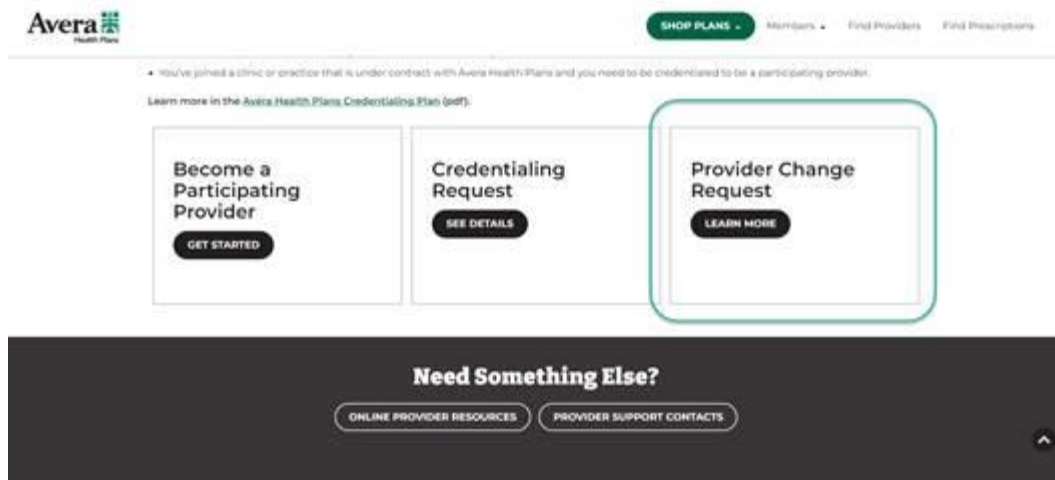 Avera
Health Plans
SHOP PLANS
Members
Find Providers
Find Prescriptions
You've joined a clinic or practice that is under contract with Avera Health Plans and you need to be credentialed to be a participating provider.
Learn more in the Avera Health Plans Credentialing Plan (pdf).
Become a
Participating
Provider
GET STARTED
Credentialing
Request
SEE DETAILS
Provider Change
Request
LEARN MORE
Need Something Else?
ONLINE PROVIDER RESOURCES
PROVIDER SUPPORT CONTACTS